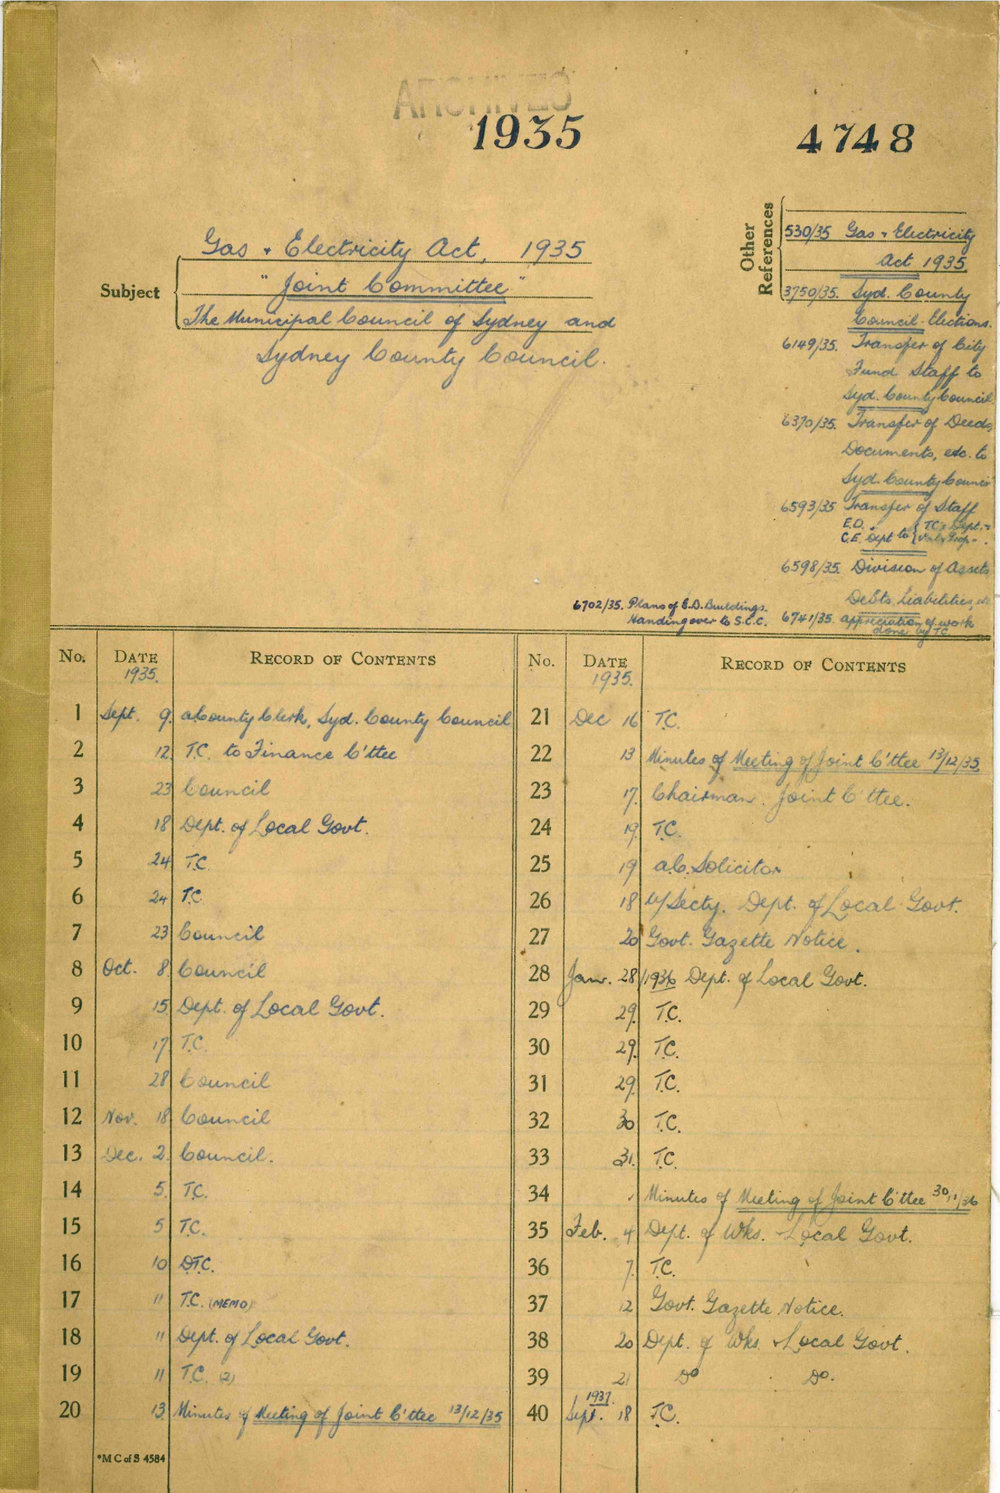 ARCHIVES
1935
4748
Subject
Gas & Electricity Act, 1935
"Joint Committee"
The Municipal Council of Sydney and
Sydney County Council.
Other References
530/35 Gas & Electricity
Act 1935
3750/35. Syd. County
Council Elections.
6149/35. Transfer of City
Fund Staff to
Syd. County Council
6370/35. Transfer of Deeds,
Documents, etc. to
Syd. County Council
6593/35 Transfer of Staff
E.D. T.C.s Dept.
C.E. Dept to
6598/35. Division of Assets
Debts, Liabilities, etc
6741/35. appreciation of work
done by TC
6702/35. Plans of E.D. Buildings.
Handing over to S.C.C.
No. DATE RECORD OF CONTENTS
1935.
1 Sept. 9. a/County Clerk, Syd. County Council
2 12. T.C. to Finance C'ttee
3 23 Council
4 18 Dept. of Local Govt.
5 24 T.C.
6 24 T.C.
7 23 Council
8 Oct. 8. Council
9 15. Dept. of Local Govt.
10 17. T.C.
11 28 Council
12 Nov. 18. Council
13 Dec. 2. Council.
14 5. T.C.
15 5 T.C.
16 10 D.T.C.
17 11 T.C. (MEMO)
18 11 Dept. of Local Govt.
19 11 T.C. (2)
20 13. Minutes of Meeting of Joint C'ttee 13/12/35
*M C of S 4584
No. DATE RECORD OF CONTENTS
1935.
21 Dec 16 T.C.
22 13 Minutes of Meeting of Joint C'ttee 13/12/35
23 17. Chairman. Joint C'ttee.
24 19. T.C.
25 19 a.C. Solicitor
26 18 u/Secty. Dept. of Local Govt.
27 20 Govt. Gazette Notice.
28 Jan. 28/1936 Dept. of Local Govt.
29 29. T.C.
30 29. T.C.
31 29. T.C.
32 30 T.C.
33 31. T.C.
34 Minutes of Meeting of Joint C'ttee 30/1/36
35 Feb. 4 Dept. of Wks. & Local Govt.
36 7. T.C.
37 12 Govt. Gazette Notice.
38 20 Dept. of Wks & Local Govt.
39 21 Do Do.
1937.
40 Sept. 18 T.C.